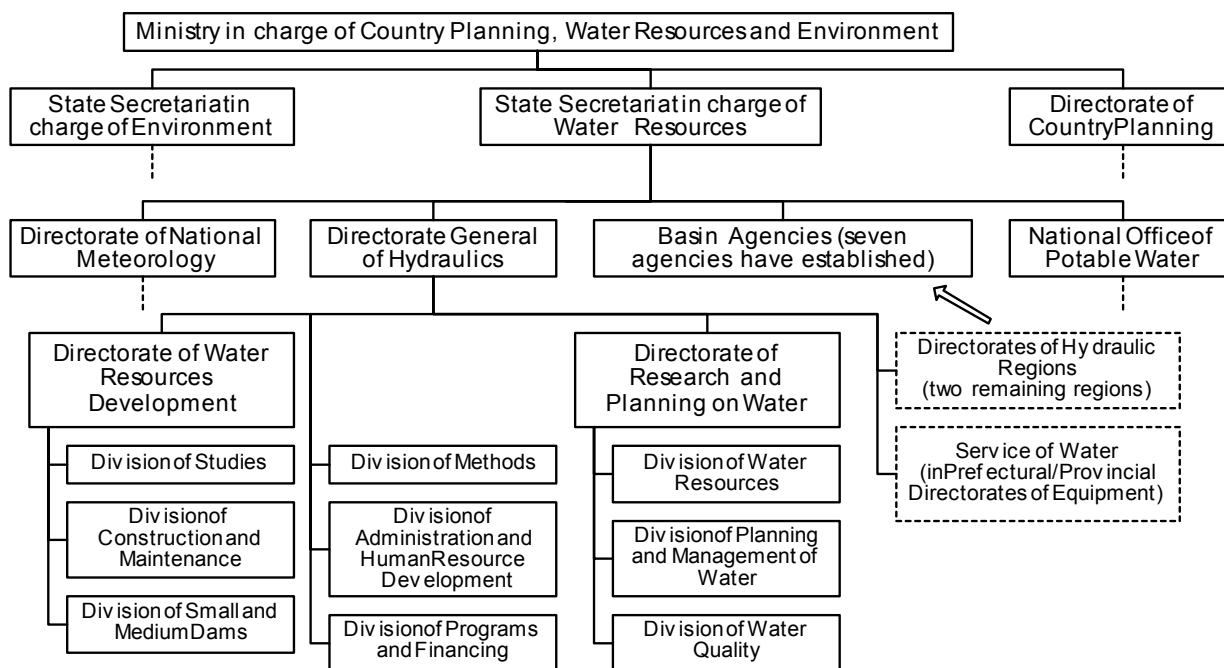 Ministry in charge of Country Planning, Water Resources and Environment
State Secretariat in
charge of Environment
State Secretariat in charge of
Water Resources
Directorate of
Country Planning
Directorate of National
Meteorology
Directorate General
of Hydraulics
Basin Agencies (seven
agencies have established)
National Office of
Potable Water
Directorate of Water
Resources
Development
Directorate of
Research and
Planning on Water
Directorates of Hydraulic
Regions
(two remaining regions)
Service of Water
(in Prefectural/Provincial
Directorates of Equipment)
Division of Studies
Division of
Construction and
Maintenance
Division of Small and
Medium Dams
Division of Methods
Division of
Administration and
Human Resource
Development
Division of Programs
and Financing
Division of Water
Resources
Division of Planning
and Management of
Water
Division of Water
Quality